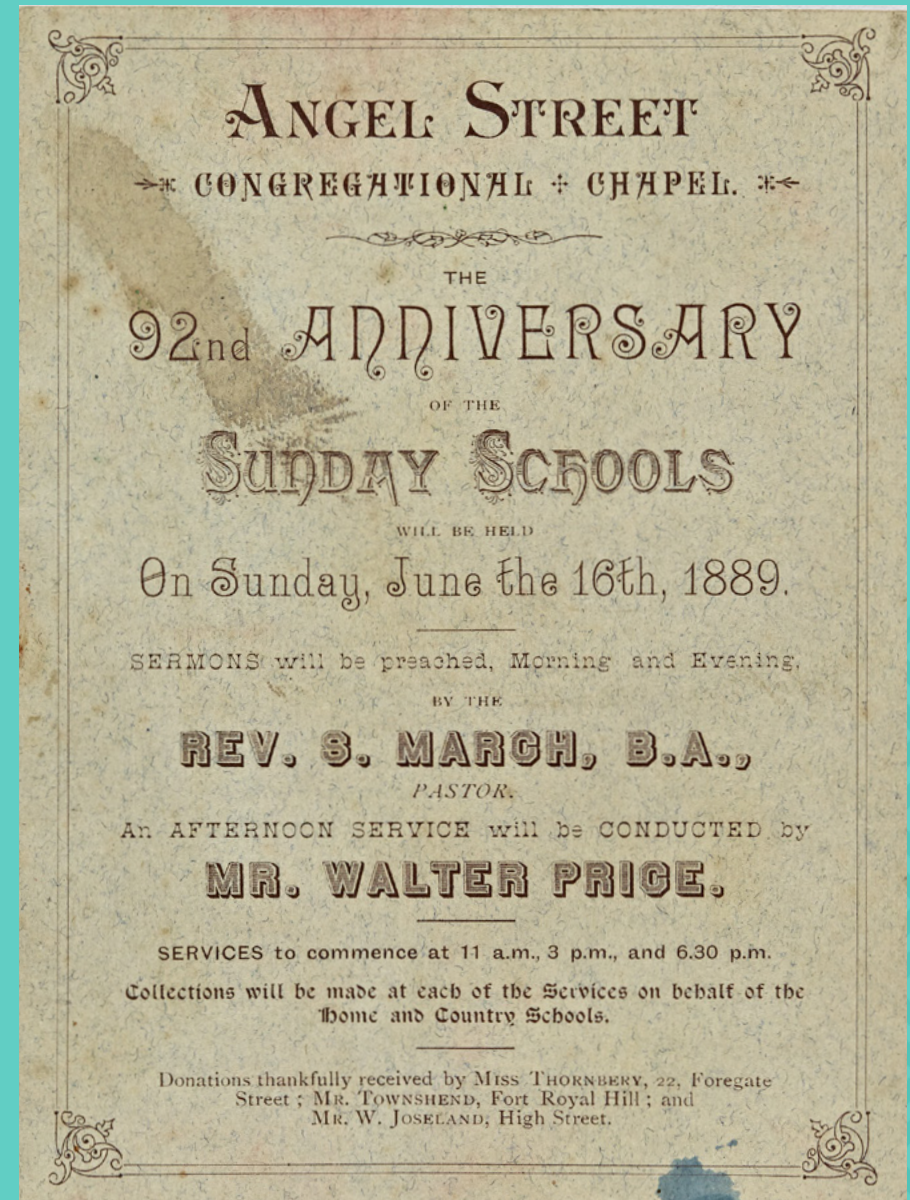 ANGEL STREET
CONGREGATIONAL CHAPEL.
THE
92nd ANNIVERSARY
OF THE
SUNDAY SCHOOLS
WILL BE HELD
On Sunday, June the 16th, 1889.
SERMONS will be preached, Morning and Evening,
BY THE
REV. S. MARCH, B.A.,
PASTOR.
An AFTERNOON SERVICE will be CONDUCTED by
MR. WALTER PRICE.
SERVICES to commence at 11 a.m., 3 p.m., and 6.30 p.m.
Collections will be made at each of the Services on behalf of the
Home and Country Schools.
Donations thankfully received by MISS THORNBERY, 22, Foregate
Street ; MR. TOWNSHEND, Fort Royal Hill ; and
MR. W. JOSELAND, High Street.